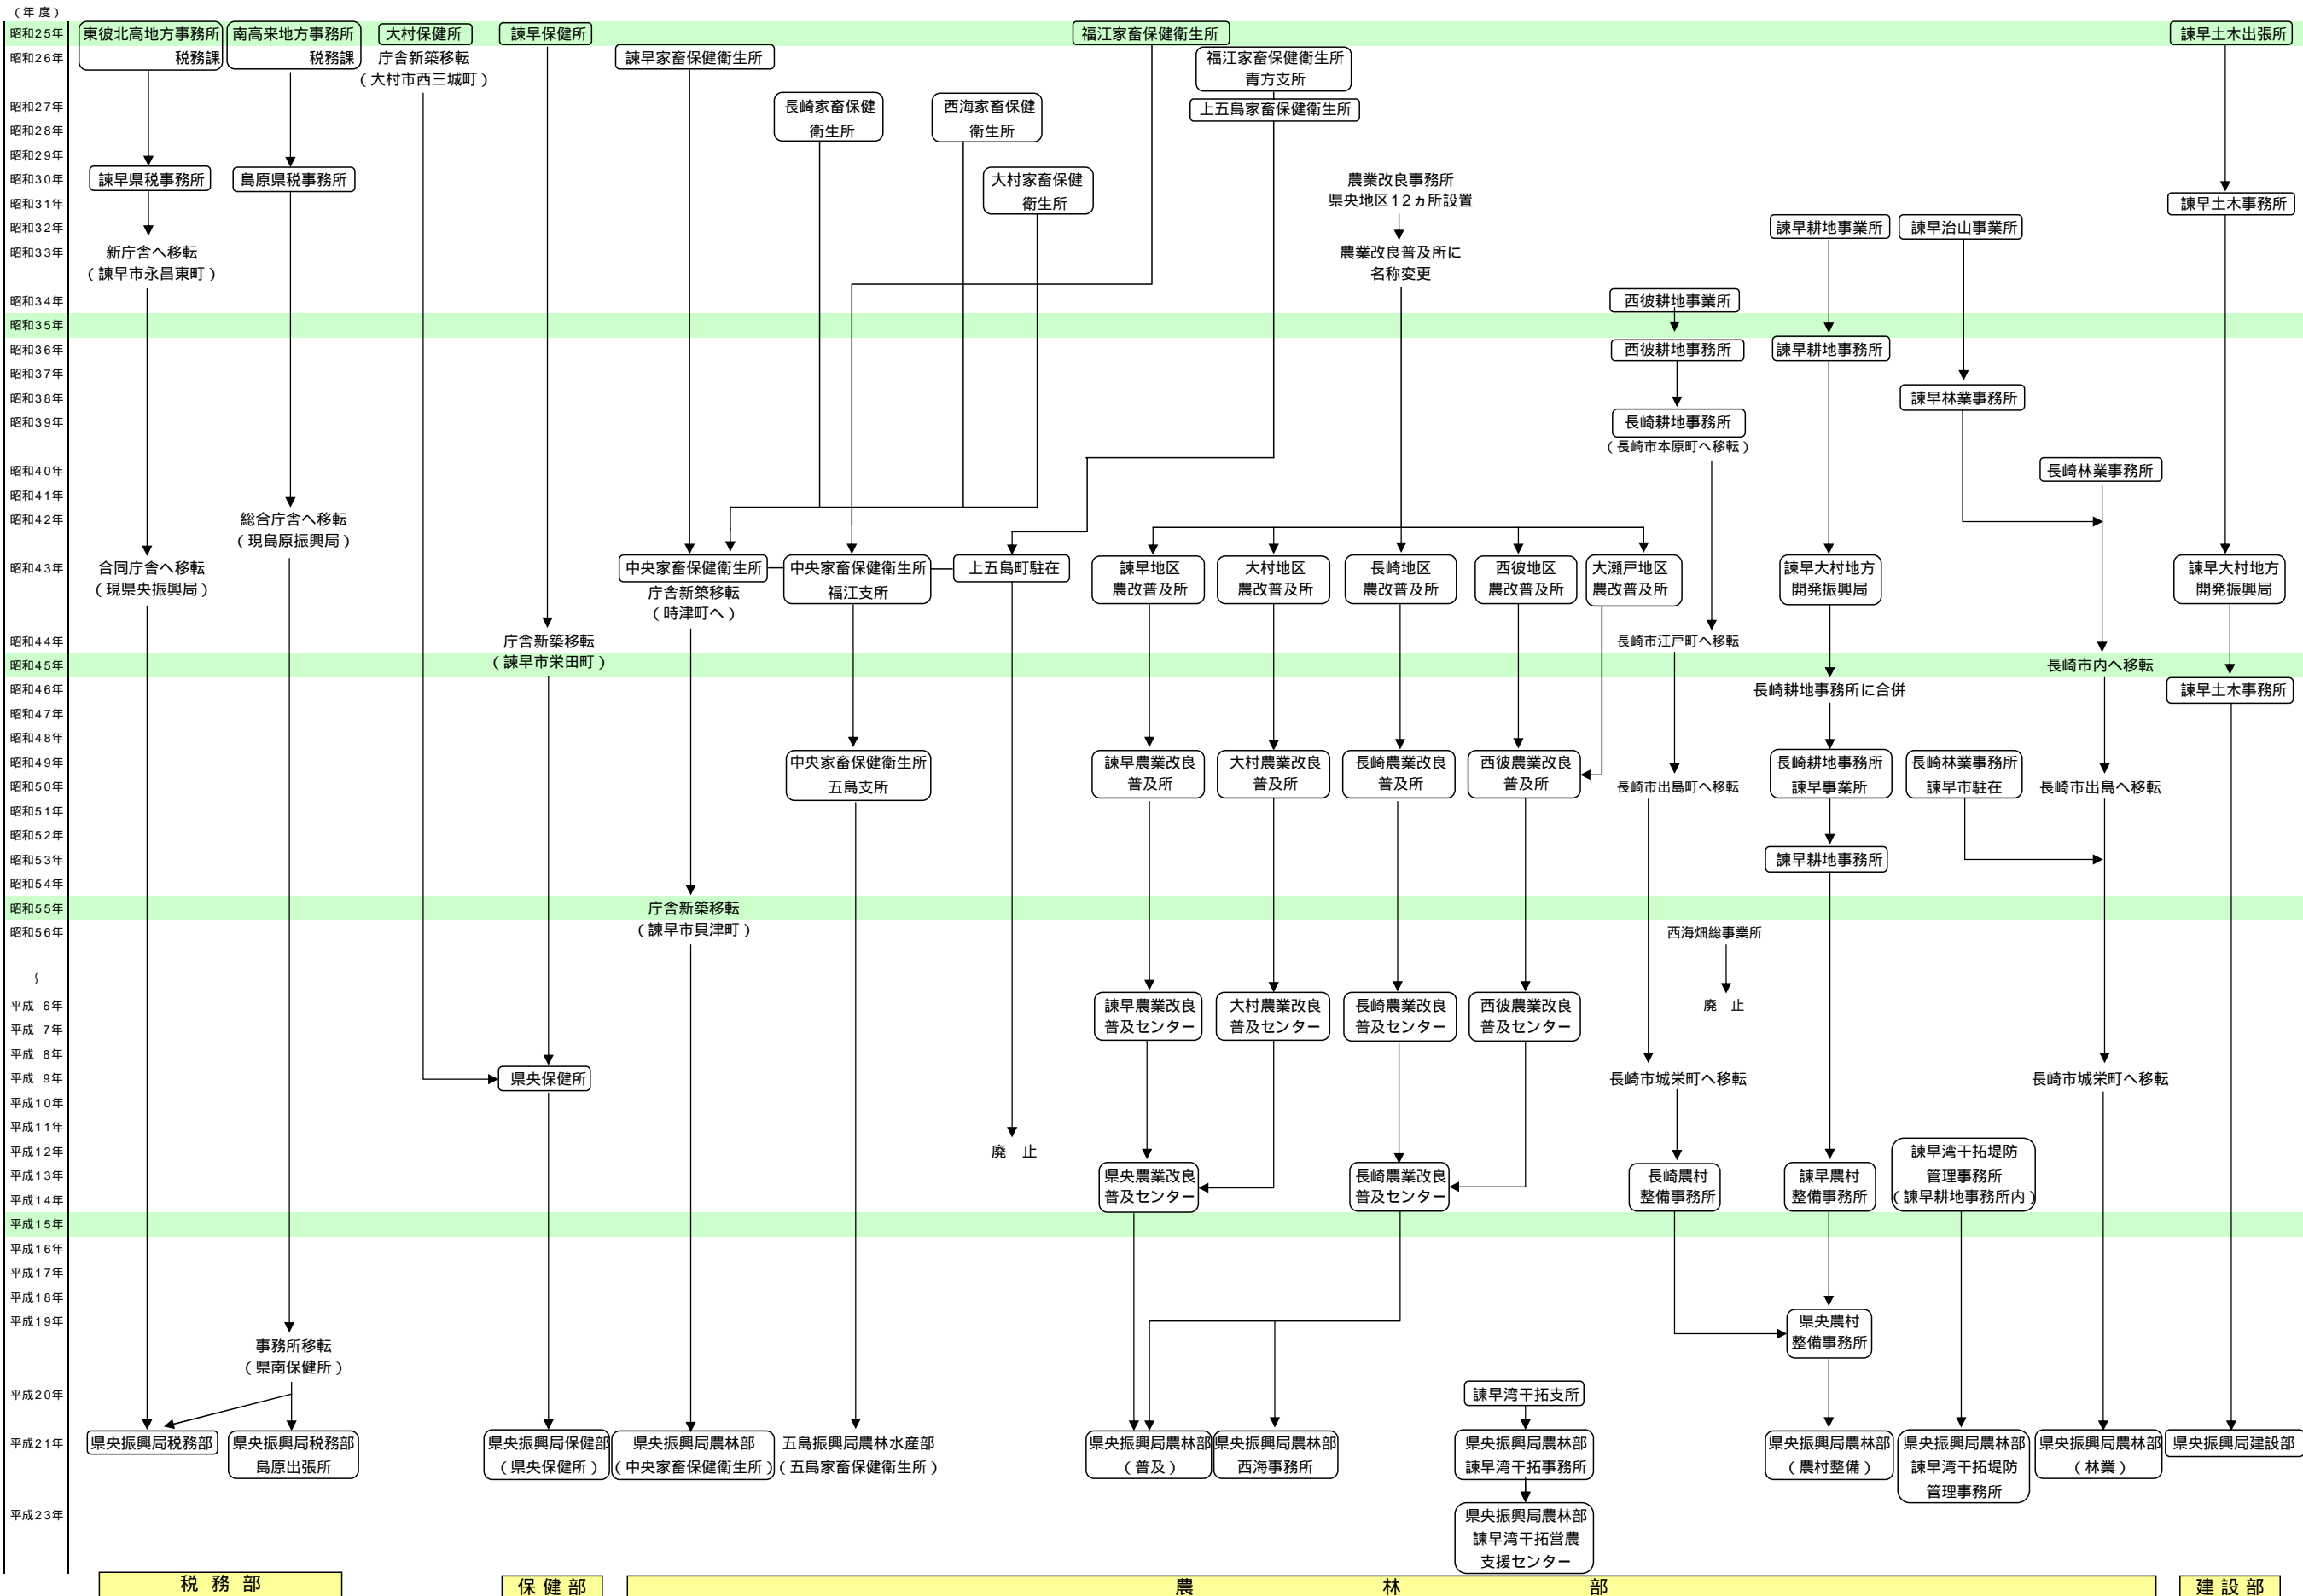 （年度）
昭和25年
昭和26年
昭和27年
昭和28年
昭和29年
昭和30年
昭和31年
昭和32年
昭和33年
昭和34年
昭和35年
昭和36年
昭和37年
昭和38年
昭和39年
昭和40年
昭和41年
昭和42年
昭和43年
昭和44年
昭和45年
昭和46年
昭和47年
昭和48年
昭和49年
昭和50年
昭和51年
昭和52年
昭和53年
昭和54年
昭和55年
昭和56年
～
平成 6年
平成 7年
平成 8年
平成 9年
平成10年
平成11年
平成12年
平成13年
平成14年
平成15年
平成16年
平成17年
平成18年
平成19年
平成20年
平成21年
平成23年
東彼北高地方事務所
税務課
諫早県税事務所
新庁舎へ移転
（諫早市永昌東町）
合同庁舎へ移転
（現県央振興局）
県央振興局税務部
南高来地方事務所
税務課
島原県税事務所
総合庁舎へ移転
（現島原振興局）
事務所移転
（県南保健所）
県央振興局税務部
島原出張所
大村保健所
庁舎新築移転
（大村市西三城町）
諫早保健所
庁舎新築移転
（諫早市栄田町）
県央保健所
県央振興局保健部
（県央保健所）
諫早家畜保健衛生所
長崎家畜保健
衛生所
西海家畜保健
衛生所
大村家畜保健
衛生所
中央家畜保健衛生所
庁舎新築移転
（時津町へ）
庁舎新築移転
（諫早市貝津町）
県央振興局農林部
（中央家畜保健衛生所）
福江家畜保健衛生所
中央家畜保健衛生所
福江支所
中央家畜保健衛生所
五島支所
五島振興局農林水産部
（五島家畜保健衛生所）
福江家畜保健衛生所
青方支所
上五島家畜保健衛生所
上五島町駐在
廃 止
農業改良事務所
県央地区12ヵ所設置
農業改良普及所に
名称変更
諫早地区
農改普及所
大村地区
農改普及所
長崎地区
農改普及所
西彼地区
農改普及所
大瀬戸地区
農改普及所
諫早農業改良
普及所
大村農業改良
普及所
長崎農業改良
普及所
西彼農業改良
普及所
諫早農業改良
普及センター
大村農業改良
普及センター
長崎農業改良
普及センター
西彼農業改良
普及センター
県央農業改良
普及センター
長崎農業改良
普及センター
県央振興局農林部
（普及）
県央振興局農林部
西海事務所
諫早湾干拓支所
県央振興局農林部
諫早湾干拓事務所
県央振興局農林部
諫早湾干拓営農
支援センター
西彼耕地事業所
西彼耕地事務所
長崎耕地事務所
（長崎市本原町へ移転）
長崎市江戸町へ移転
長崎市出島町へ移転
長崎市城栄町へ移転
長崎農村
整備事務所
西海畑総事業所
廃 止
諫早耕地事業所
諫早耕地事務所
諫早大村地方
開発振興局
長崎耕地事務所に合併
長崎耕地事務所
諫早事業所
諫早耕地事務所
諫早農村
整備事務所
県央農村
整備事務所
県央振興局農林部
（農村整備）
諫早治山事業所
諫早林業事務所
長崎林業事務所
諫早市駐在
諫早湾干拓堤防
管理事務所
（諫早耕地事務所内）
県央振興局農林部
諫早湾干拓堤防
管理事務所
長崎林業事務所
長崎市内へ移転
長崎市出島へ移転
長崎市城栄町へ移転
県央振興局農林部
（林業）
諫早土木出張所
諫早土木事務所
諫早大村地方
開発振興局
諫早土木事務所
県央振興局建設部
税務部
保健部
農林部
建設部